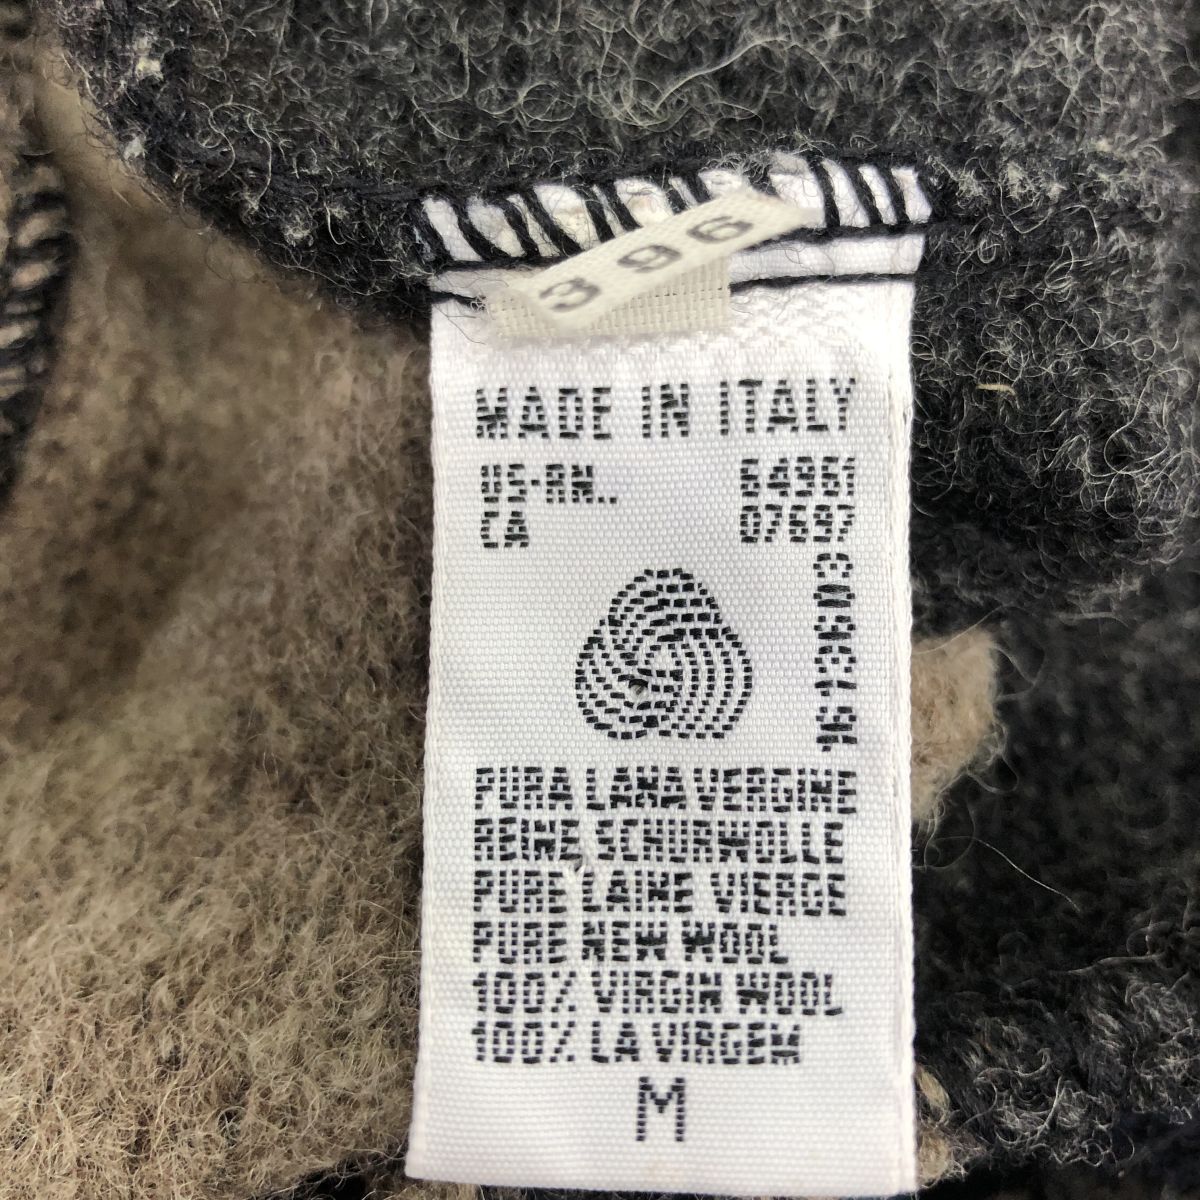 396
MADE IN ITALY
US-RN.. 64961
CA 07697
PURA LANA VERGINE
REINE SCHURWOLLE
PURE LAINE VIERGE
PURE NEW WOOL
100% VIRGIN WOOL
100% LA VIRGEM
M